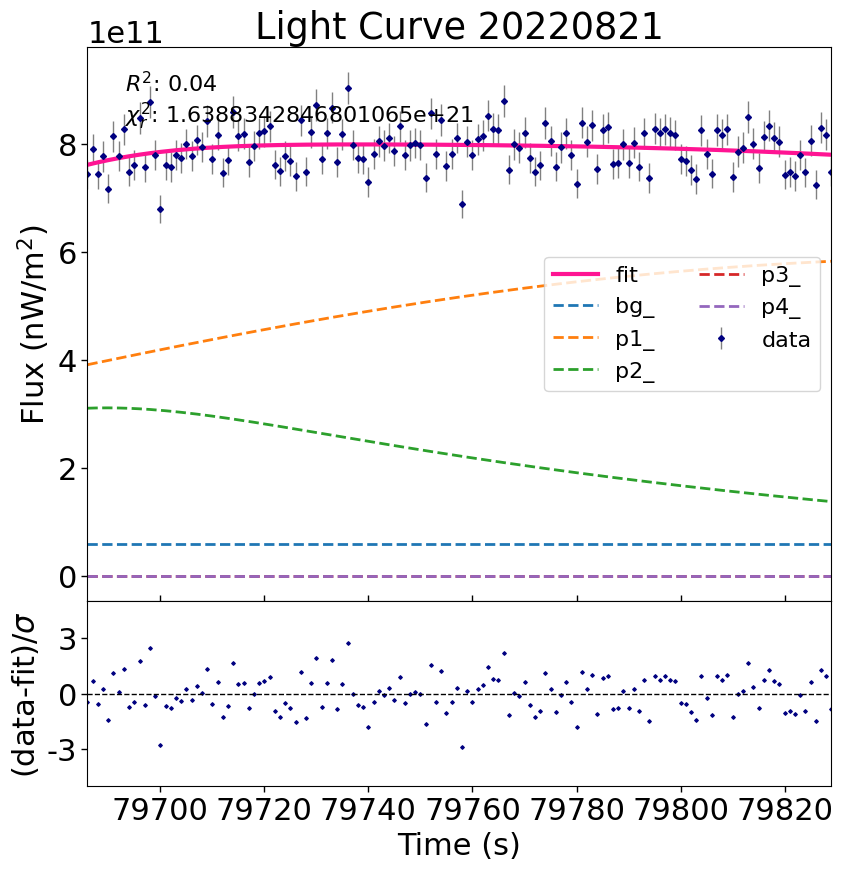 Light Curve 20220821
1e11
R²: 0.04
χ²: 1.6388342846801065e+21
8
6
4
2
0
Flux (nW/m²)
fit
bg_
p1_
p2_
p3_
p4_
data
3
0
-3
(data-fit)/σ
79700 79720 79740 79760 79780 79800 79820
Time (s)